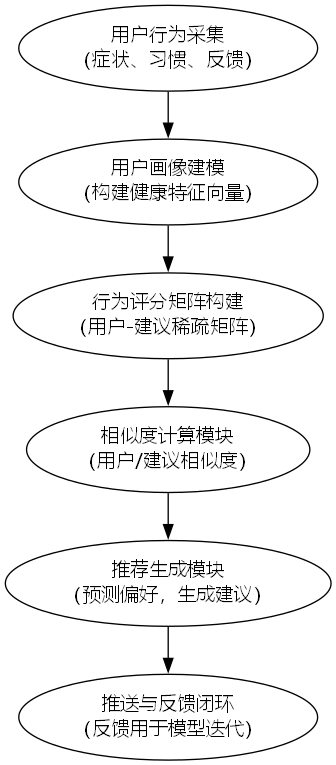 用户行为采集
(症状、习惯、反馈)
用户画像建模
(构建健康特征向量)
行为评分矩阵构建
(用户-建议稀疏矩阵)
相似度计算模块
(用户/建议相似度)
推荐生成模块
(预测偏好，生成建议)
推送与反馈闭环
(反馈用于模型迭代)